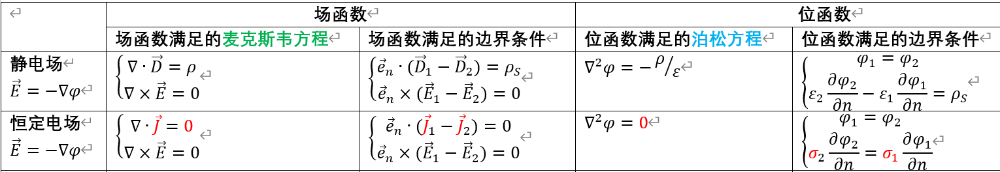 场函数 位函数
场函数满足的麦克斯韦方程 场函数满足的边界条件 位函数满足的泊松方程 位函数满足的边界条件
静电场
E⃗ = −∇φ
∇ · D⃗ = ρ
∇ × E⃗ = 0
e⃗ₙ · (D⃗₁ − D⃗₂) = ρ_S
e⃗ₙ × (E⃗₁ − E⃗₂) = 0
∇²φ = − ρ/ε
φ₁ = φ₂
ε₂ ∂φ₂/∂n − ε₁ ∂φ₁/∂n = ρ_S
恒定电场
E⃗ = −∇φ
∇ · J⃗ = 0
∇ × E⃗ = 0
e⃗ₙ · (J⃗₁ − J⃗₂) = 0
e⃗ₙ × (E⃗₁ − E⃗₂) = 0
∇²φ = 0
φ₁ = φ₂
σ₂ ∂φ₂/∂n = σ₁ ∂φ₁/∂n